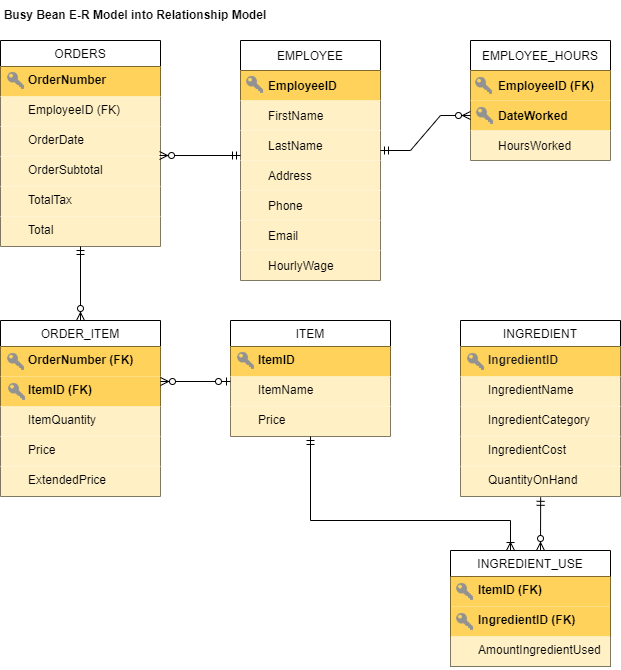 Busy Bean E-R Model into Relationship Model
ORDERS
OrderNumber
EmployeeID (FK)
OrderDate
OrderSubtotal
TotalTax
Total
EMPLOYEE
EmployeeID
FirstName
LastName
Address
Phone
Email
HourlyWage
EMPLOYEE_HOURS
EmployeeID (FK)
DateWorked
HoursWorked
ORDER_ITEM
OrderNumber (FK)
ItemID (FK)
ItemQuantity
Price
ExtendedPrice
ITEM
ItemID
ItemName
Price
INGREDIENT
IngredientID
IngredientName
IngredientCategory
IngredientCost
QuantityOnHand
INGREDIENT_USE
ItemID (FK)
IngredientID (FK)
AmountIngredientUsed